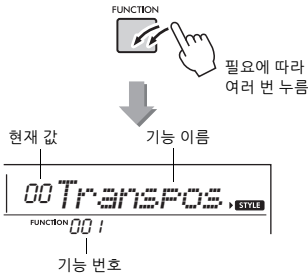 FUNCTION
필요에 따라
여러 번 누름
현재 값
기능 이름
00 Transpos.
STYLE
FUNCTION 001
기능 번호